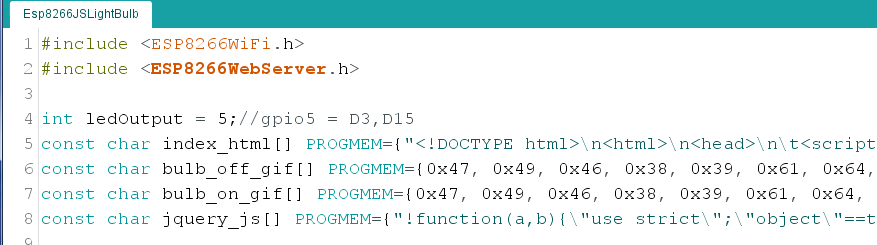 Esp8266JSLightBulb
1 #include <ESP8266WiFi.h>
2 #include <ESP8266WebServer.h>
3
4 int ledOutput = 5;//gpio5 = D3,D15
5 const char index_html[] PROGMEM={"<!DOCTYPE html>\n<html>\n<head>\n\t<script
6 const char bulb_off_gif[] PROGMEM={0x47, 0x49, 0x46, 0x38, 0x39, 0x61, 0x64,
7 const char bulb_on_gif[] PROGMEM={0x47, 0x49, 0x46, 0x38, 0x39, 0x61, 0x64,
8 const char jquery_js[] PROGMEM={"!function(a,b){\"use strict\";\"object\"==t
9